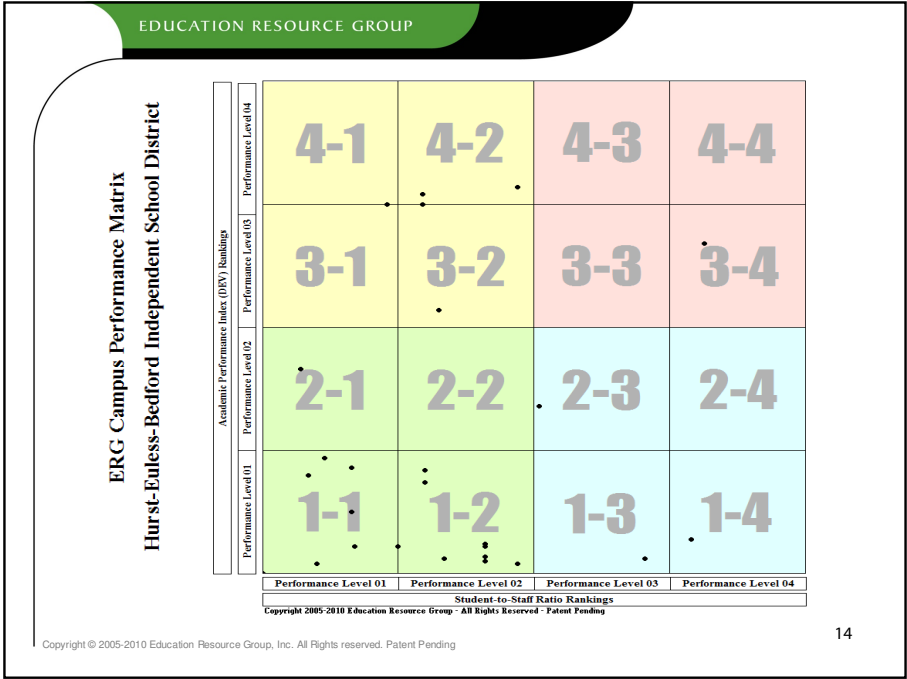 EDUCATION RESOURCE GROUP
ERG Campus Performance Matrix
Hurst-Euless-Bedford Independent School District
Academic Performance Index (DEV) Rankings
Performance Level 04
Performance Level 03
Performance Level 02
Performance Level 01
4-1 4-2 4-3 4-4
3-1 3-2 3-3 3-4
2-1 2-2 2-3 2-4
1-1 1-2 1-3 1-4
Performance Level 01 Performance Level 02 Performance Level 03 Performance Level 04
Student-to-Staff Ratio Rankings
Copyright 2005-2010 Education Resource Group - All Rights Reserved - Patent Pending
14
Copyright © 2005-2010 Education Resource Group, Inc. All Rights reserved. Patent Pending